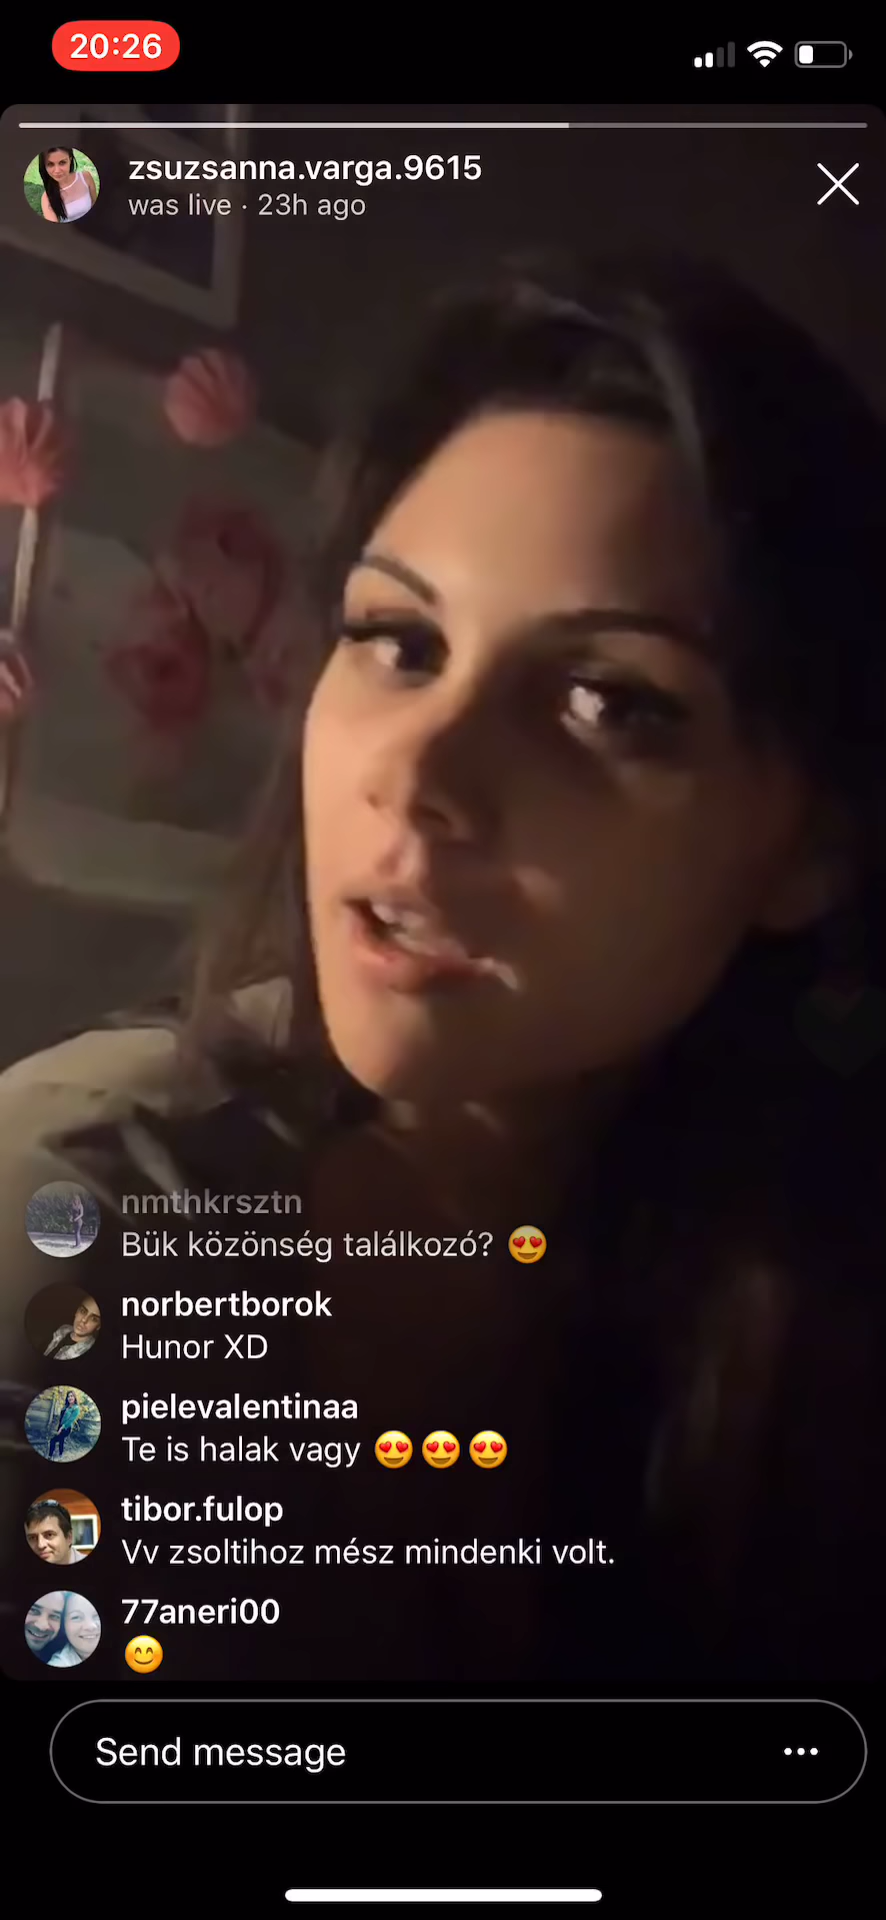 20:26
zsuzsanna.varga.9615
was live · 23h ago
nmthkrsztn
Bük közönség találkozó? 😍
norbertborok
Hunor XD
pielevalentinaa
Te is halak vagy 😍😍😍
tibor.fulop
Vv zsoltihoz mész mindenki volt.
77aneri00
😊
Send message